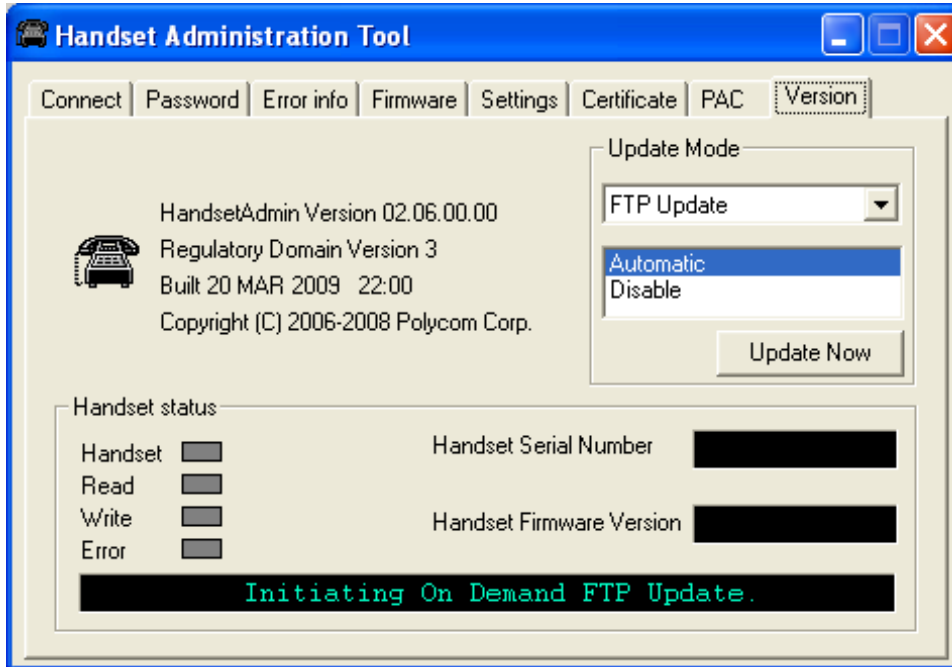 Handset Administration Tool
Connect Password Error info Firmware Settings Certificate PAC Version
Update Mode
FTP Update
Automatic
Disable
Update Now
HandsetAdmin Version 02.06.00.00
Regulatory Domain Version 3
Built 20 MAR 2009 22:00
Copyright (C) 2006-2008 Polycom Corp.
Handset status
Handset
Read
Write
Error
Handset Serial Number
Handset Firmware Version
Initiating On Demand FTP Update.